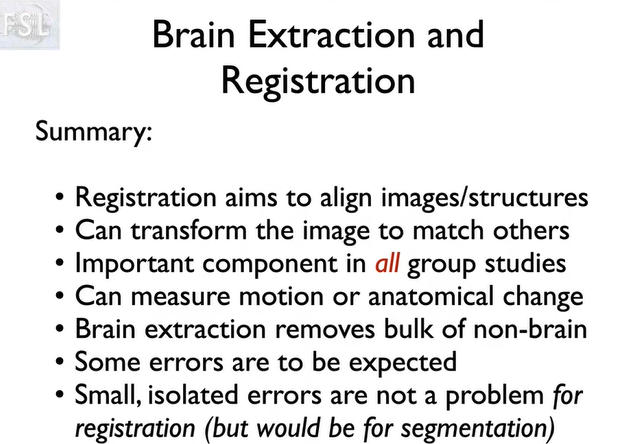 FSL
Brain Extraction and
Registration
Summary:
• Registration aims to align images/structures
• Can transform the image to match others
• Important component in all group studies
• Can measure motion or anatomical change
• Brain extraction removes bulk of non-brain
• Some errors are to be expected
• Small, isolated errors are not a problem for
registration (but would be for segmentation)